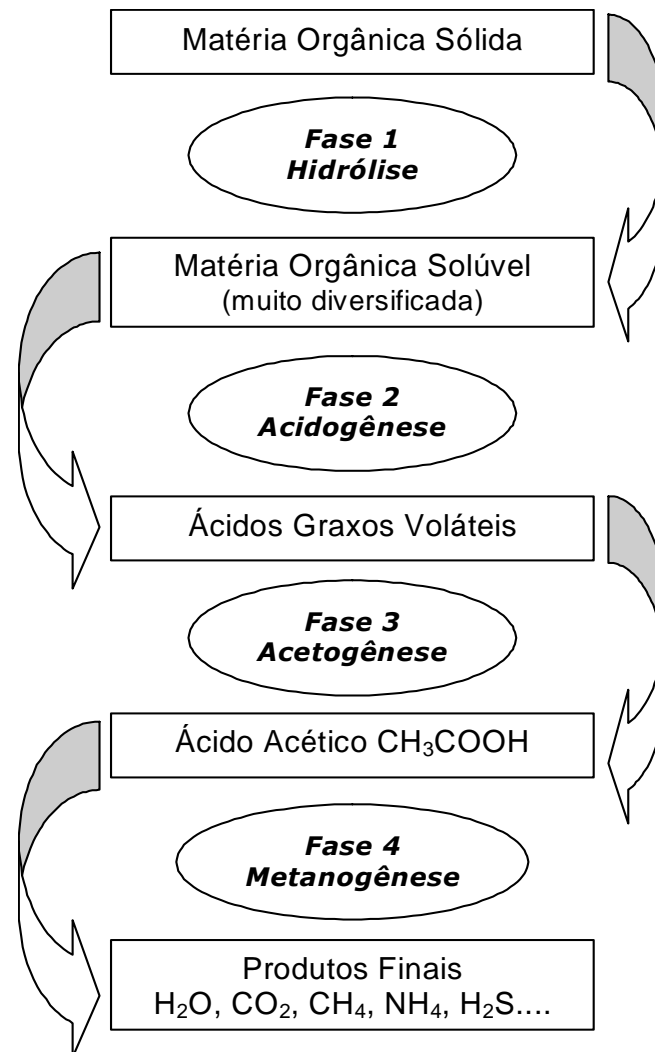 Matéria Orgânica Sólida
Fase 1
Hidrólise
Matéria Orgânica Solúvel
(muito diversificada)
Fase 2
Acidogênese
Ácidos Graxos Voláteis
Fase 3
Acetogênese
Ácido Acético CH₃COOH
Fase 4
Metanogênese
Produtos Finais
H₂O, CO₂, CH₄, NH₄, H₂S....